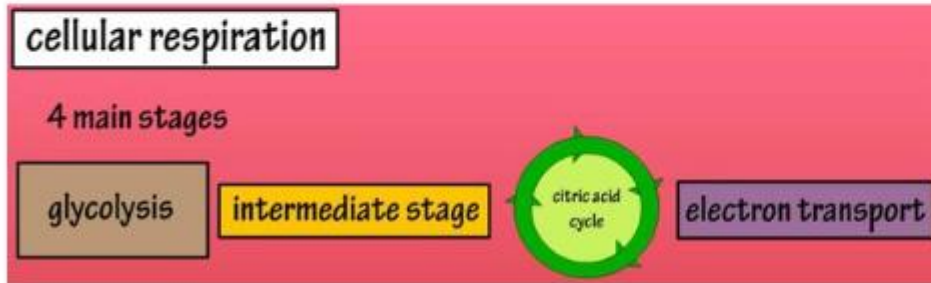 cellular respiration
4 main stages
glycolysis
intermediate stage
citric acid
cycle
electron transport